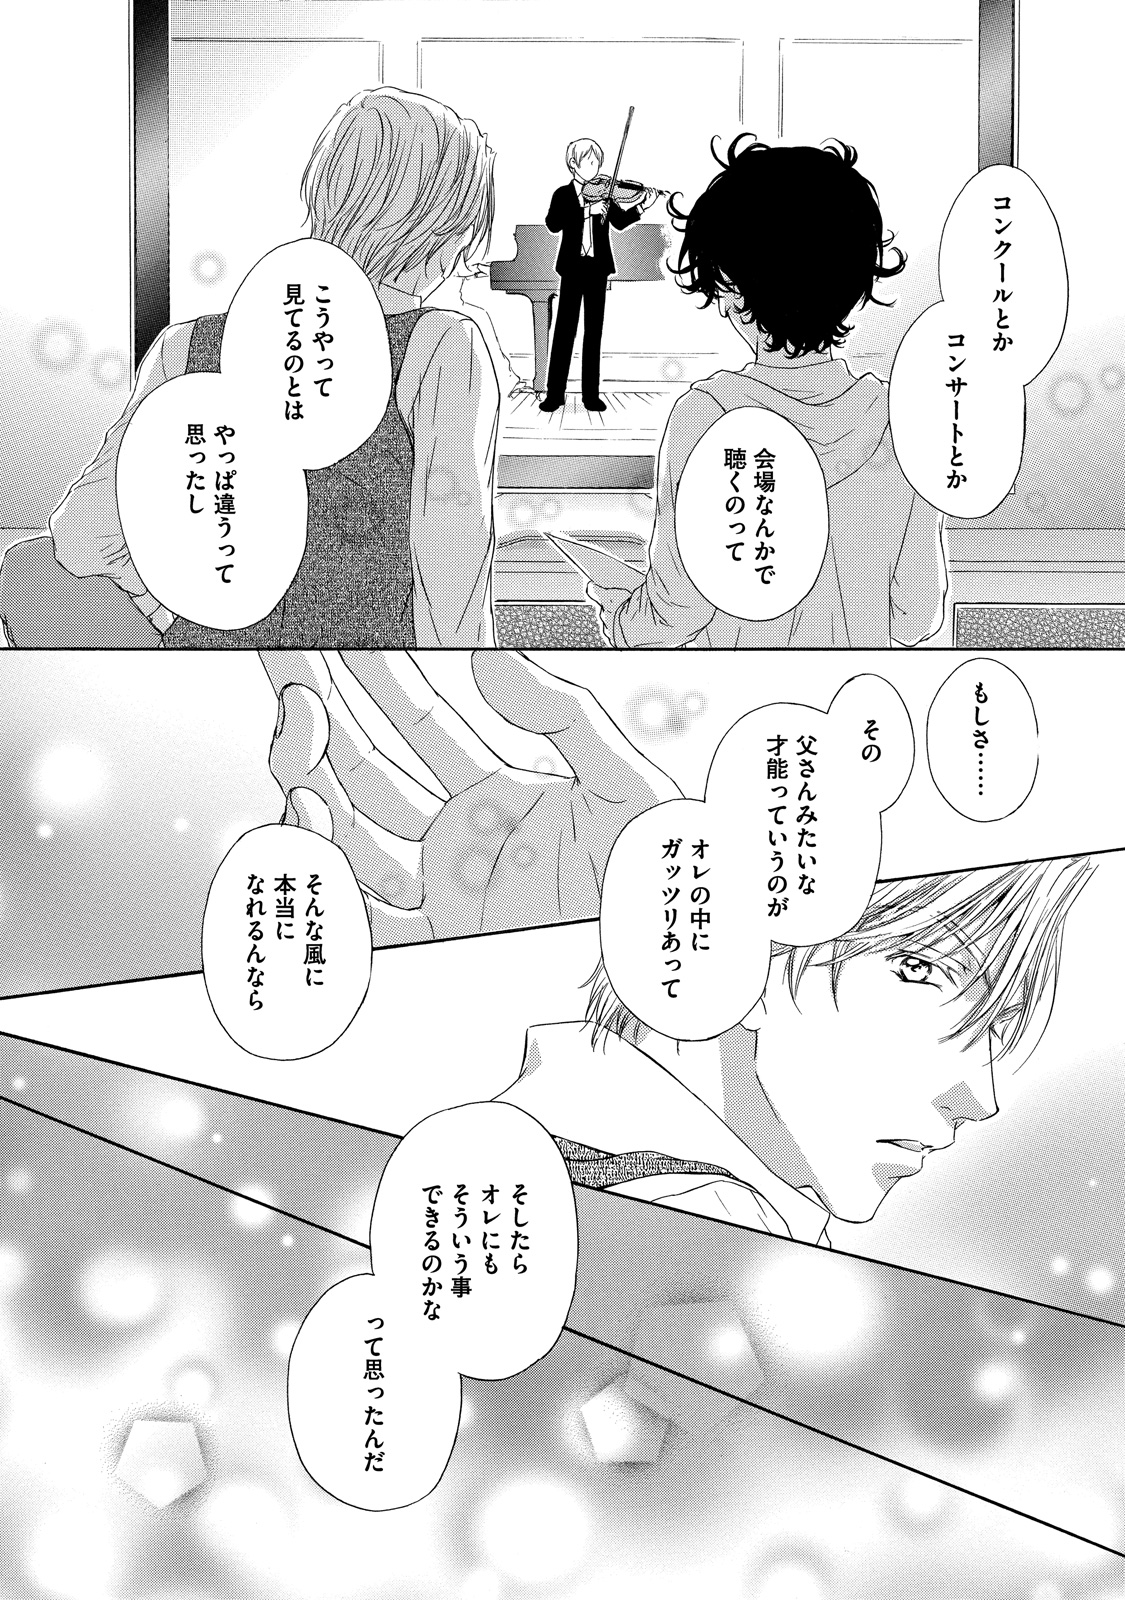 コンクールとか
コンサートとか
会場なんかで
聴くのって
こうやって
見てるのとは
やっぱ違うって
思ったし
もしさ……
その
父さんみたいな
才能っていうのが
オレの中に
ガッツリあって
そんな風に
本当に
なれるんなら
そしたら
オレにも
そういう事
できるのかな
って思ったんだ